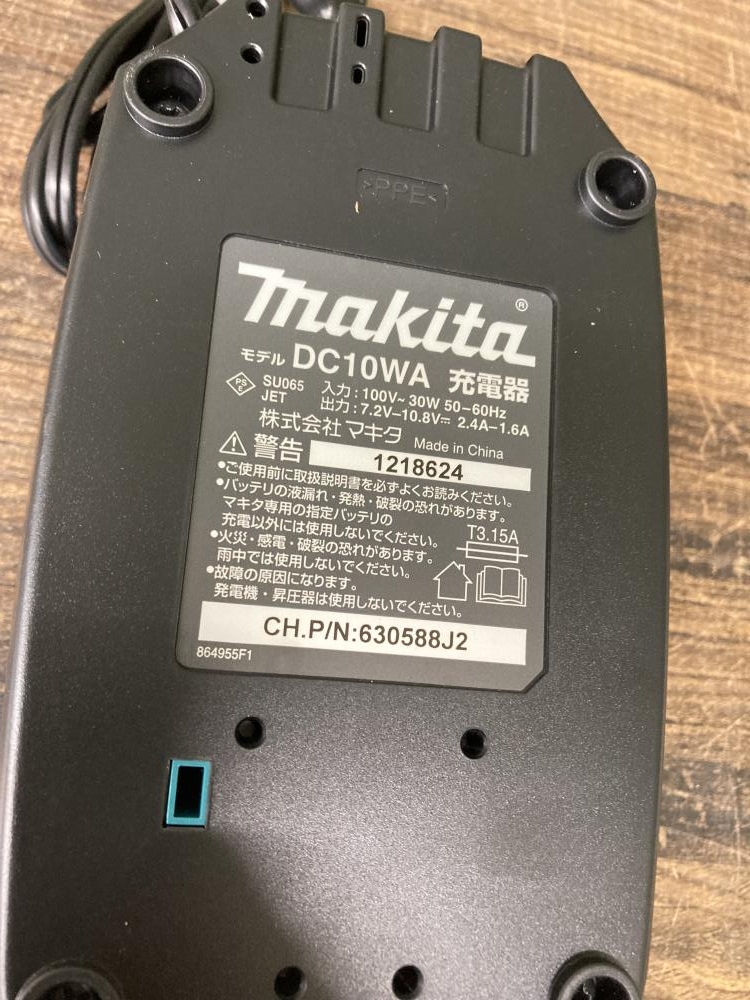 >PPE<
makita®
モデル DC10WA 充電器
PSE SU065 入力：100V~ 30W 50–60Hz
JET 出力：7.2V–10.8V⎓ 2.4A–1.6A
株式会社 マキタ Made in China
警告 1218624
•ご使用前に取扱説明書を必ずよくお読みください。
•バッテリの液漏れ・発熱・破裂の恐れがあります。
マキタ専用の指定バッテリの
充電以外には使用しないでください。
T3.15A
•火災・感電・破裂の恐れがあります。
雨中では使用しないでください。
•故障の原因になります。
発電機・昇圧器は使用しないでください。
CH.P/N:630588J2
864955F1